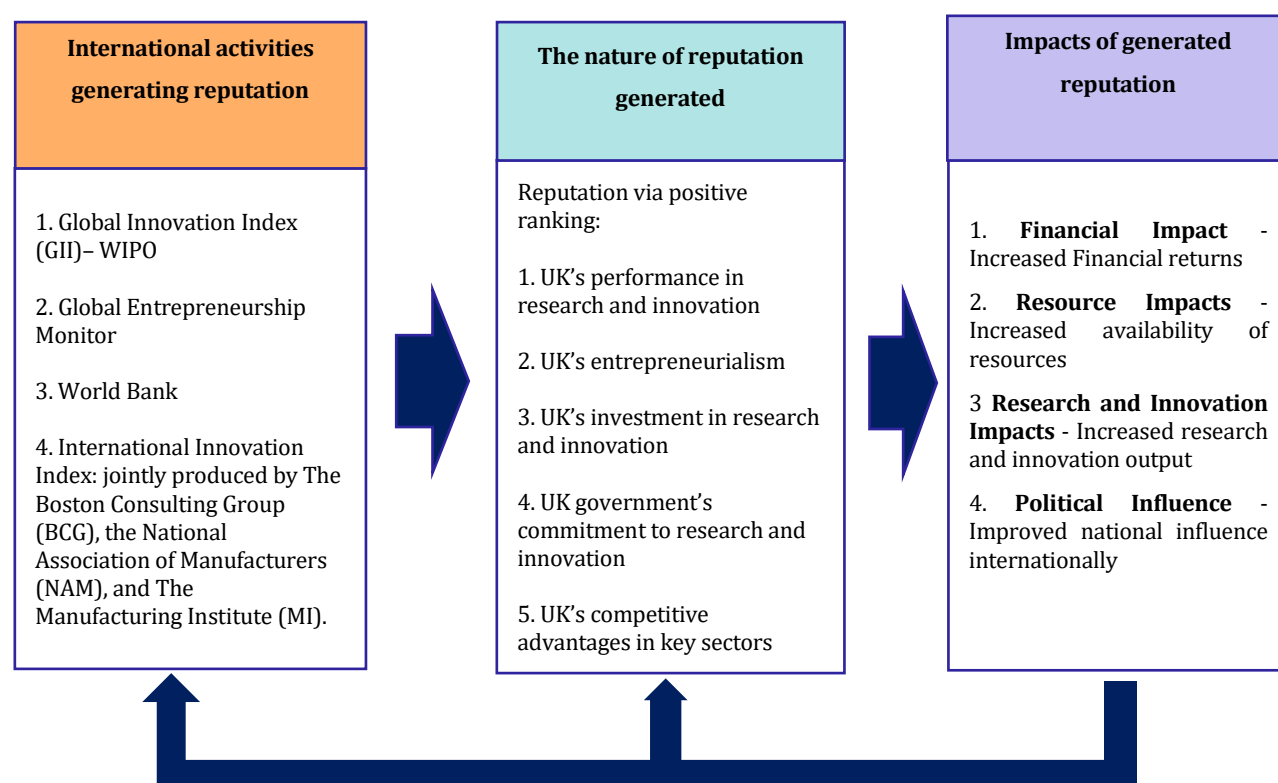 International activities
generating reputation
1. Global Innovation Index
(GII)– WIPO
2. Global Entrepreneurship
Monitor
3. World Bank
4. International Innovation
Index: jointly produced by The
Boston Consulting Group
(BCG), the National
Association of Manufacturers
(NAM), and The
Manufacturing Institute (MI).
The nature of reputation
generated
Reputation via positive
ranking:
1. UK’s performance in
research and innovation
2. UK’s entrepreneurialism
3. UK’s investment in research
and innovation
4. UK government’s
commitment to research and
innovation
5. UK’s competitive
advantages in key sectors
Impacts of generated
reputation
1. Financial Impact -
Increased Financial returns
2. Resource Impacts -
Increased availability of
resources
3 Research and Innovation
Impacts - Increased research
and innovation output
4. Political Influence -
Improved national influence
internationally